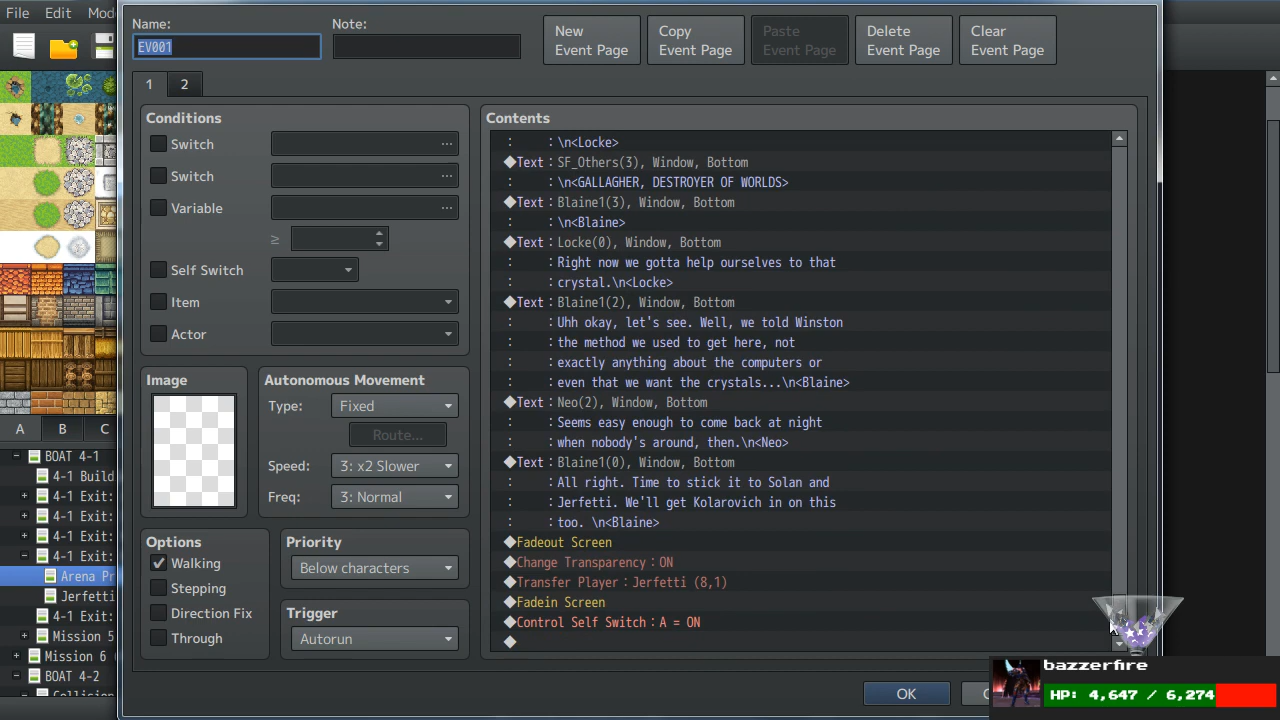 File Edit Mod
Name:
Note:
EV001
New Event Page
Copy Event Page
Paste Event Page
Delete Event Page
Clear Event Page
1 2
Conditions
Switch ...
Switch ...
Variable ...
≥
Self Switch
Item
Actor
Image
Autonomous Movement
Type: Fixed
Route...
Speed: 3: x2 Slower
Freq: 3: Normal
Options
Walking
Stepping
Direction Fix
Through
Priority
Below characters
Trigger
Autorun
Contents
: : \n<Locke>
◆Text : SF_Others(3), Window, Bottom
: : \n<GALLAGHER, DESTROYER OF WORLDS>
◆Text : Blaine1(3), Window, Bottom
: : \n<Blaine>
◆Text : Locke(0), Window, Bottom
: : Right now we gotta help ourselves to that
: : crystal.\n<Locke>
◆Text : Blaine1(2), Window, Bottom
: : Uhh okay, let's see. Well, we told Winston
: : the method we used to get here, not
: : exactly anything about the computers or
: : even that we want the crystals...\n<Blaine>
◆Text : Neo(2), Window, Bottom
: : Seems easy enough to come back at night
: : when nobody's around, then.\n<Neo>
◆Text : Blaine1(0), Window, Bottom
: : All right. Time to stick it to Solan and
: : Jerfetti. We'll get Kolarovich in on this
: : too. \n<Blaine>
◆Fadeout Screen
◆Change Transparency : ON
◆Transfer Player : Jerfetti (8,1)
◆Fadein Screen
◆Control Self Switch : A = ON
◆
OK
A B C
BOAT 4-1
4-1 Build
4-1 Exit:
4-1 Exit:
4-1 Exit:
4-1 Exit:
Arena Pr
Jerfetti
4-1 Exit:
Mission 5
Mission 6
BOAT 4-2
bazzerfire
HP: 4,647 / 6,274